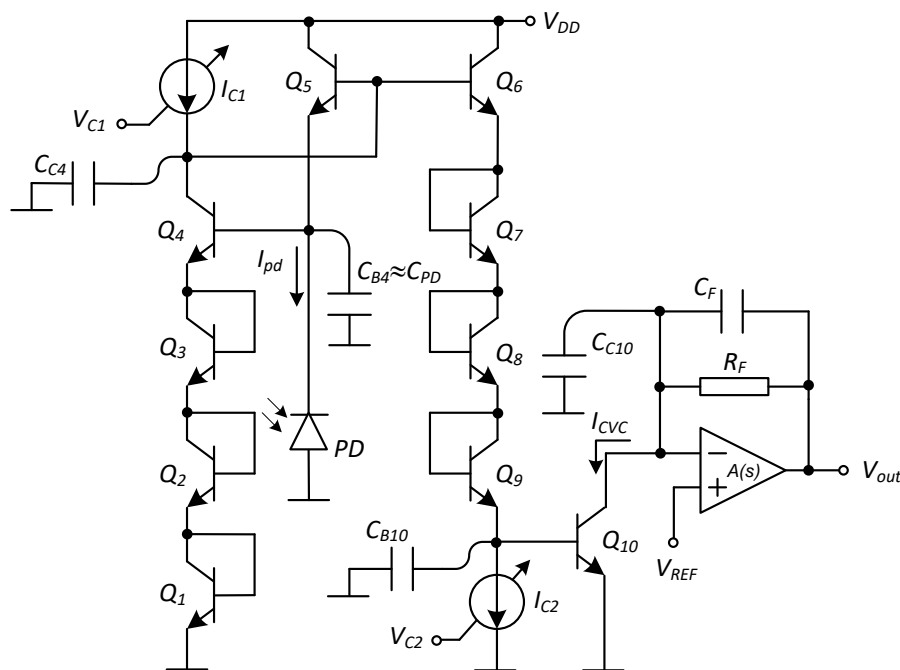 V_DD
Q_5
Q_6
I_C1
V_C1
C_C4
Q_4
I_pd
C_B4≈C_PD
Q_7
C_F
Q_3
Q_8
C_C10
R_F
I_CVC
PD
Q_2
Q_9
−
A(s)
+
V_out
C_B10
Q_10
V_REF
Q_1
I_C2
V_C2